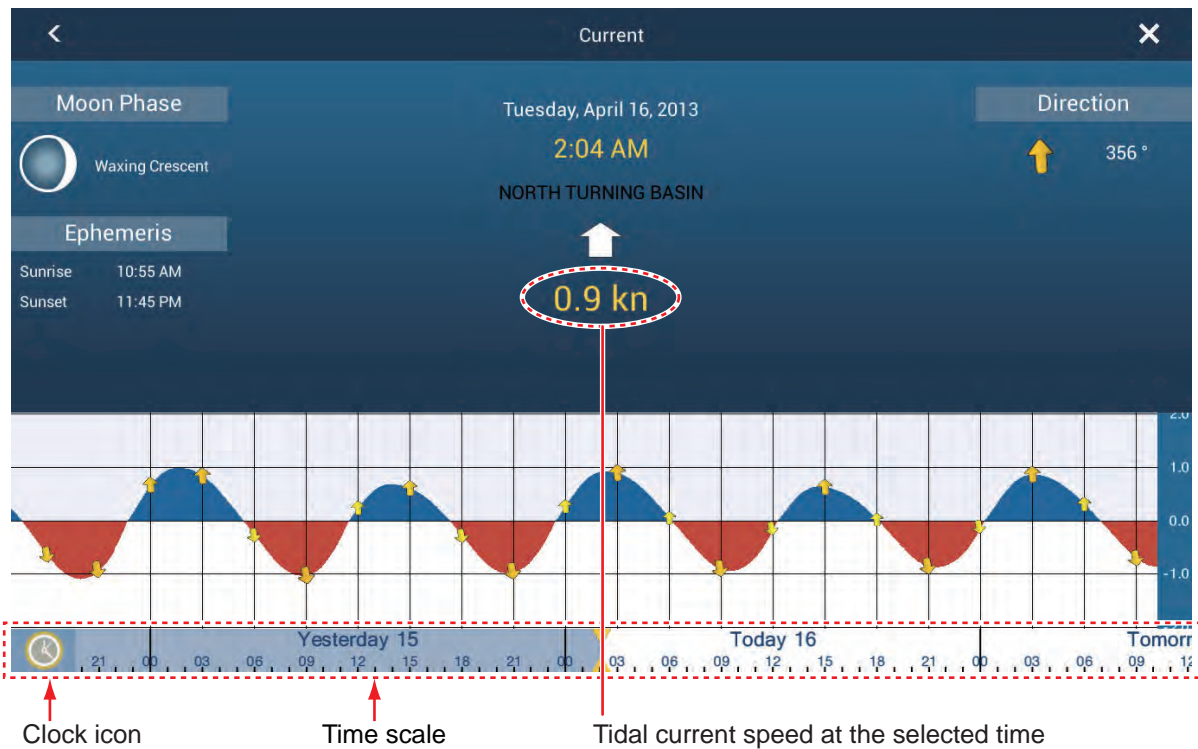 Current
Moon Phase
Waxing Crescent
Ephemeris
Sunrise 10:55 AM
Sunset 11:45 PM
Tuesday, April 16, 2013
2:04 AM
NORTH TURNING BASIN
0.9 kn
Direction
356 °
2.0
1.0
0.0
-1.0
Yesterday 15 Today 16 Tomorr
21 00 03 06 09 12 15 18 21 00 03 06 09 12 15 18 21 00 03 06 09 12
Clock icon Time scale Tidal current speed at the selected time